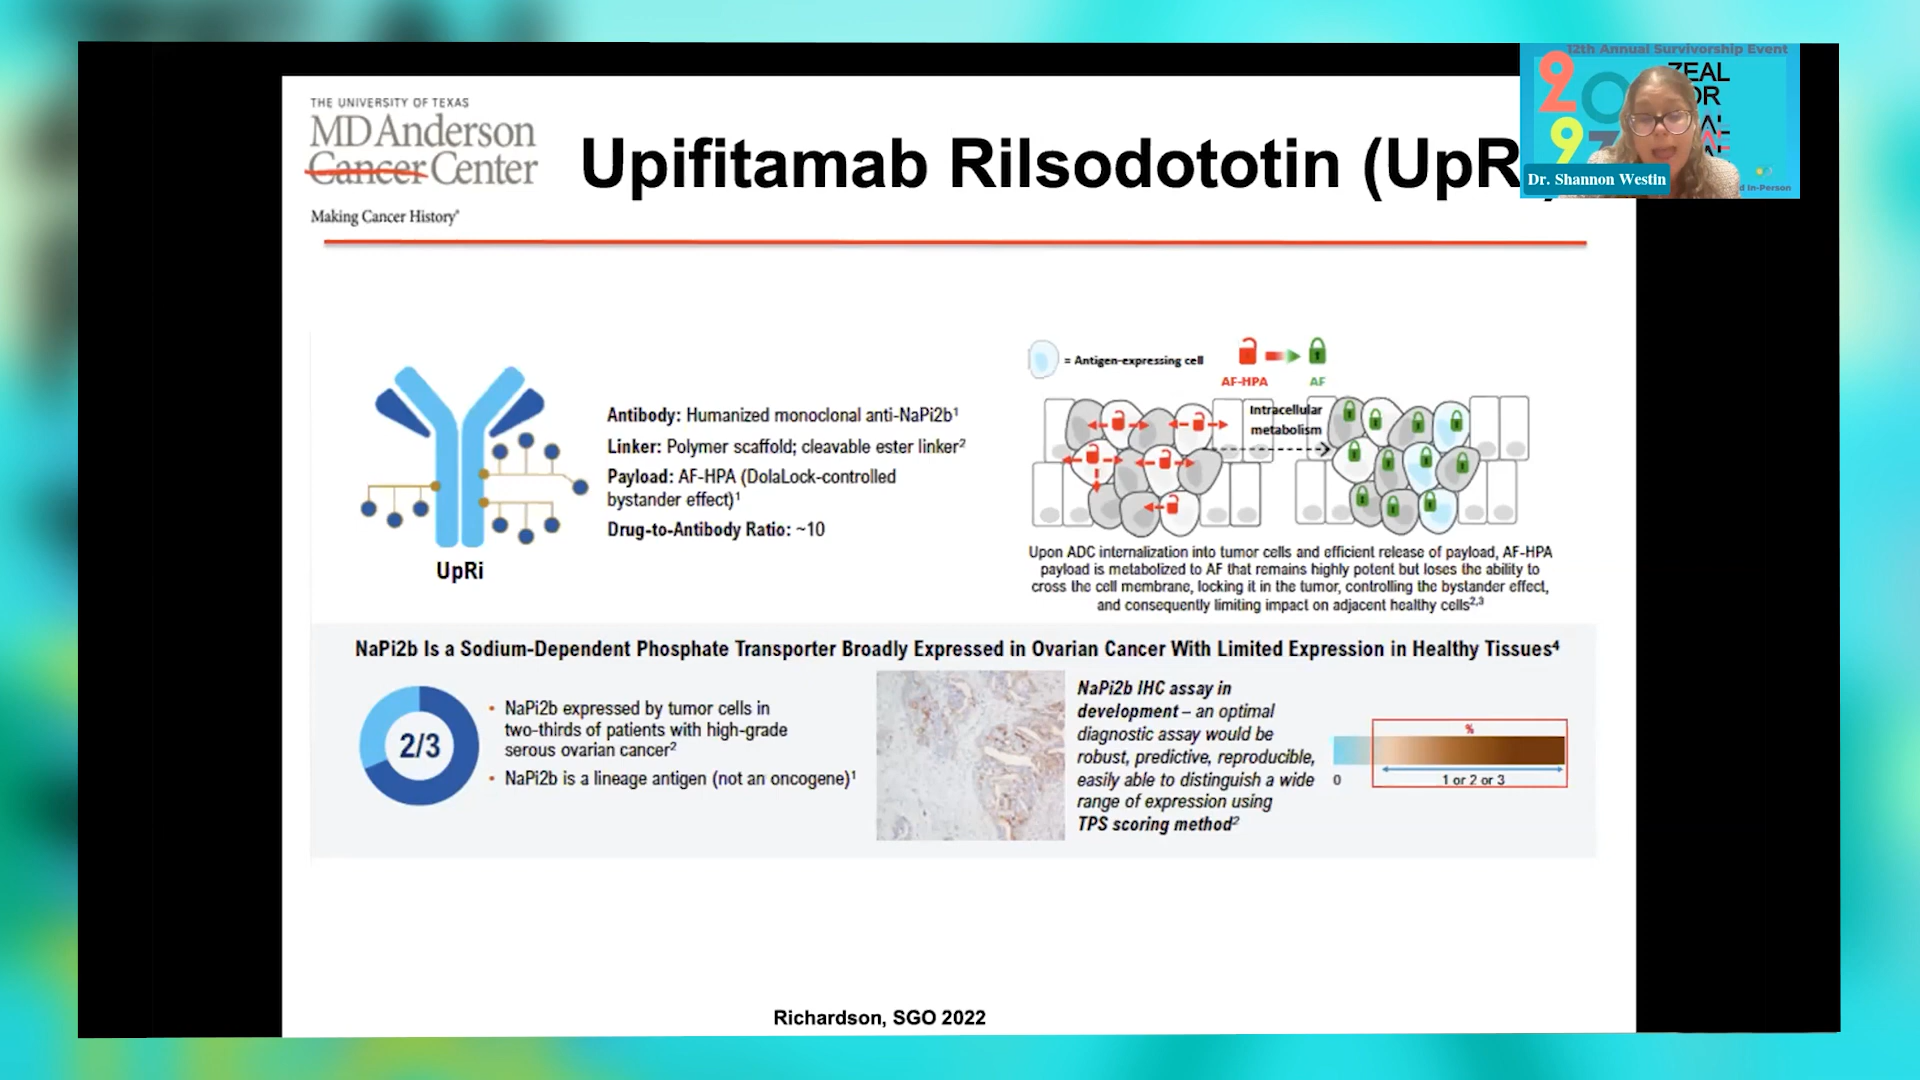 12th Annual Survivorship Event
ZEAL
Dr. Shannon Westin
d In-Person
THE UNIVERSITY OF TEXAS
MD Anderson
Cancer Center
Making Cancer History®
Upifitamab Rilsodototin (UpR
= Antigen-expressing cell
AF-HPA
AF
Intracellular
metabolism
Antibody: Humanized monoclonal anti-NaPi2b¹
Linker: Polymer scaffold; cleavable ester linker²
Payload: AF-HPA (DolaLock-controlled
bystander effect)¹
Drug-to-Antibody Ratio: ~10
UpRi
Upon ADC internalization into tumor cells and efficient release of payload, AF-HPA
payload is metabolized to AF that remains highly potent but loses the ability to
cross the cell membrane, locking it in the tumor, controlling the bystander effect,
and consequently limiting impact on adjacent healthy cells²,³
NaPi2b Is a Sodium-Dependent Phosphate Transporter Broadly Expressed in Ovarian Cancer With Limited Expression in Healthy Tissues⁴
2/3
• NaPi2b expressed by tumor cells in
two-thirds of patients with high-grade
serous ovarian cancer²
• NaPi2b is a lineage antigen (not an oncogene)¹
NaPi2b IHC assay in
development – an optimal
diagnostic assay would be
robust, predictive, reproducible,
easily able to distinguish a wide
range of expression using
TPS scoring method²
%
0
1 or 2 or 3
Richardson, SGO 2022